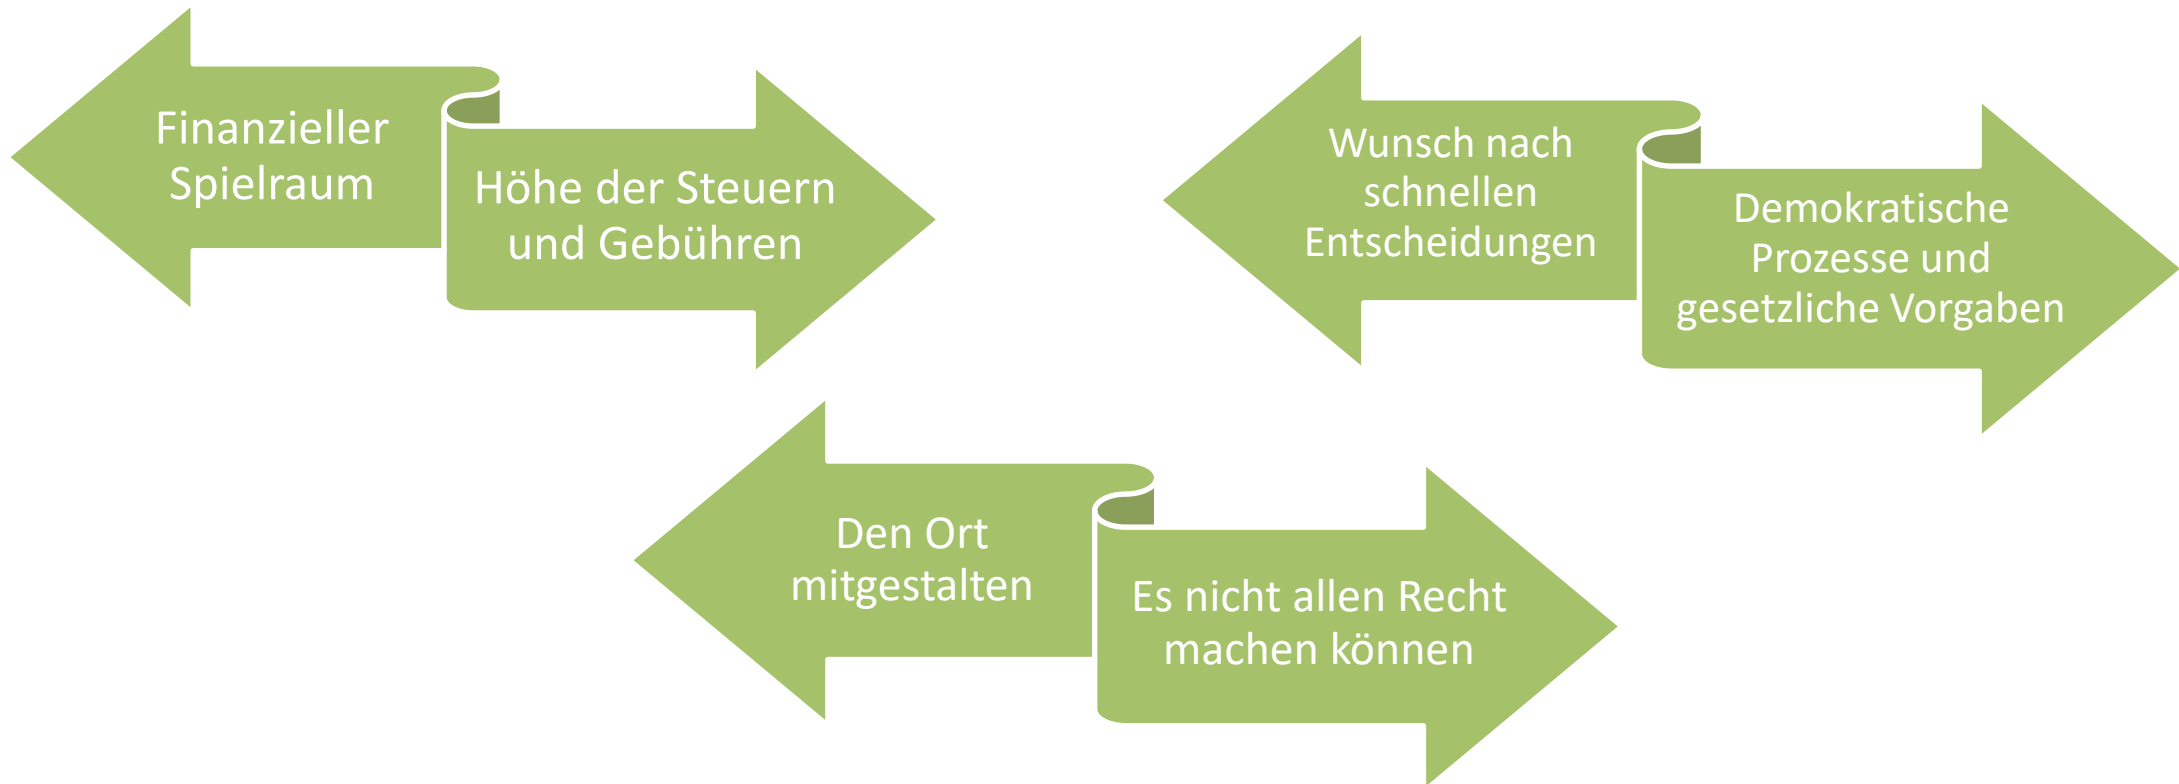 Finanzieller
Spielraum
Höhe der Steuern
und Gebühren
Wunsch nach
schnellen
Entscheidungen
Demokratische
Prozesse und
gesetzliche Vorgaben
Den Ort
mitgestalten
Es nicht allen Recht
machen können